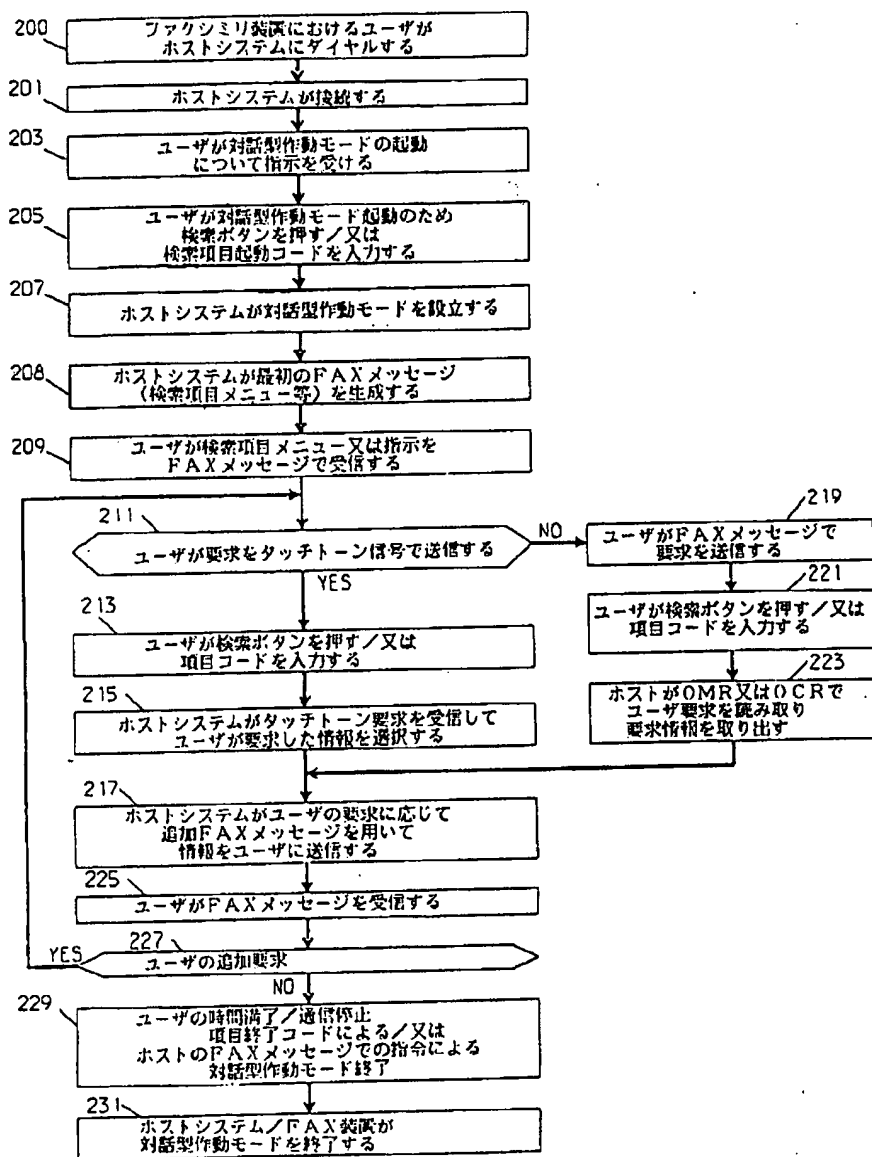 200
ファクシミリ装置におけるユーザが
ホストシステムにダイヤルする
201
ホストシステムが接続する
203
ユーザが対話型作動モードの起動
について指示を受ける
205
ユーザが対話型作動モード起動のため
検索ボタンを押す/又は
検索項目起動コードを入力する
207
ホストシステムが対話型作動モードを設立する
208
ホストシステムが最初のFAXメッセージ
(検索項目メニュー等)を生成する
209
ユーザが検索項目メニュー又は指示を
FAXメッセージで受信する
211
ユーザが要求をタッチトーン信号で送信する
NO
YES
219
ユーザがFAXメッセージで
要求を送信する
221
ユーザが検索ボタンを押す/又は
項目コードを入力する
223
ホストがOMR又はOCRで
ユーザ要求を読み取り
要求情報を取り出す
213
ユーザが検索ボタンを押す/又は
項目コードを入力する
215
ホストシステムがタッチトーン要求を受信して
ユーザが要求した情報を選択する
217
ホストシステムがユーザの要求に応じて
追加FAXメッセージを用いて
情報をユーザに送信する
225
ユーザがFAXメッセージを受信する
227
YES
ユーザの追加要求
NO
229
ユーザの時間満了/通信停止
項目終了コードによる/又は
ホストのFAXメッセージでの指令による
対話型作動モード終了
231
ホストシステム/FAX装置が
対話型作動モードを終了する